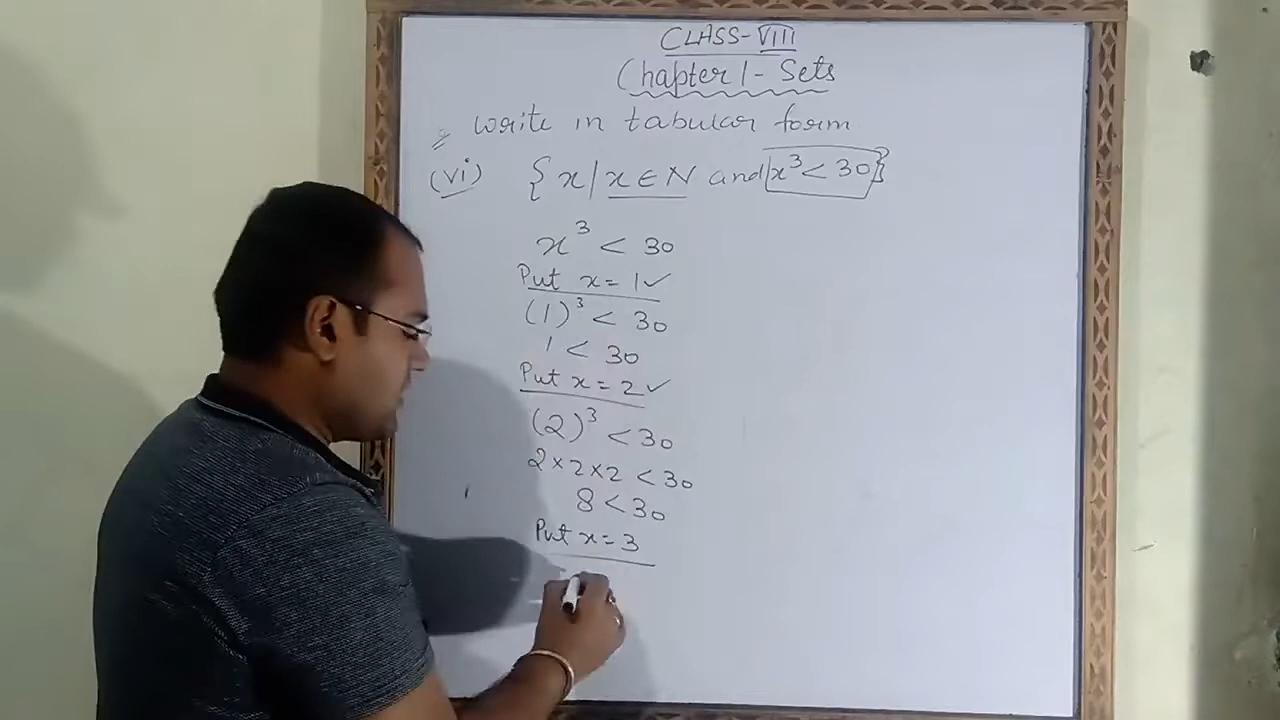 CLASS-VIII
Chapter 1 - Sets
Write in tabular form
(vi) {x/x∈N and x³<30}
x³ < 30
Put x=1✓
(1)³ < 30
1 < 30
Put x=2✓
(2)³ < 30
2×2×2 < 30
8 < 30
Put x=3